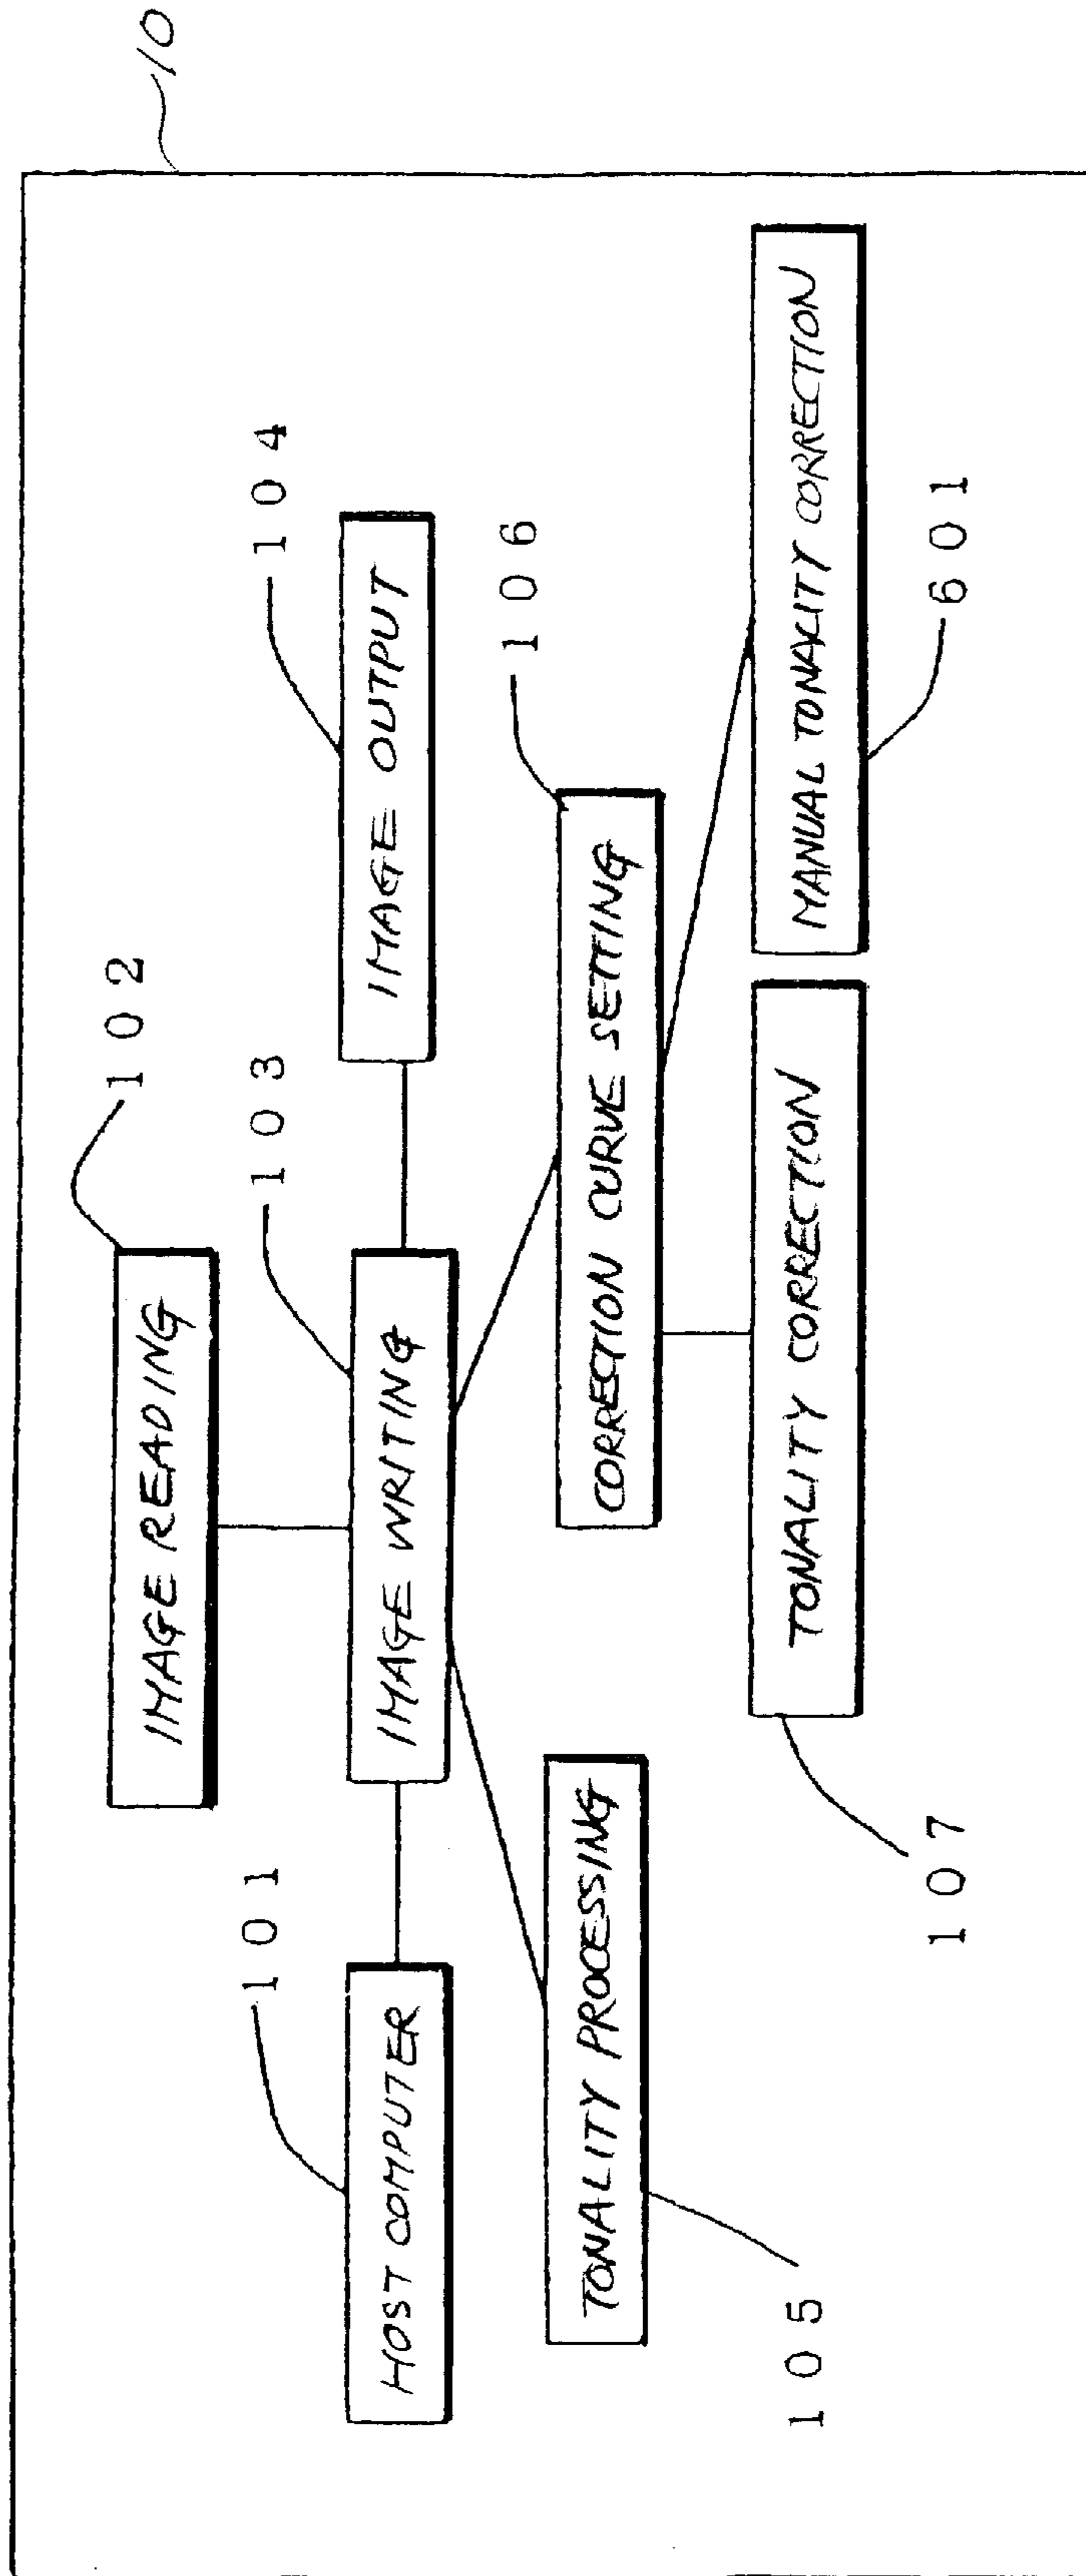 10
102
IMAGE READING
101
103
104
HOST COMPUTER
IMAGE WRITING
IMAGE OUTPUT
106
TONALITY PROCESSING
CORRECTION CURVE SETTING
105
TONALITY CORRECTION
MANUAL TONALITY CORRECTION
107
601